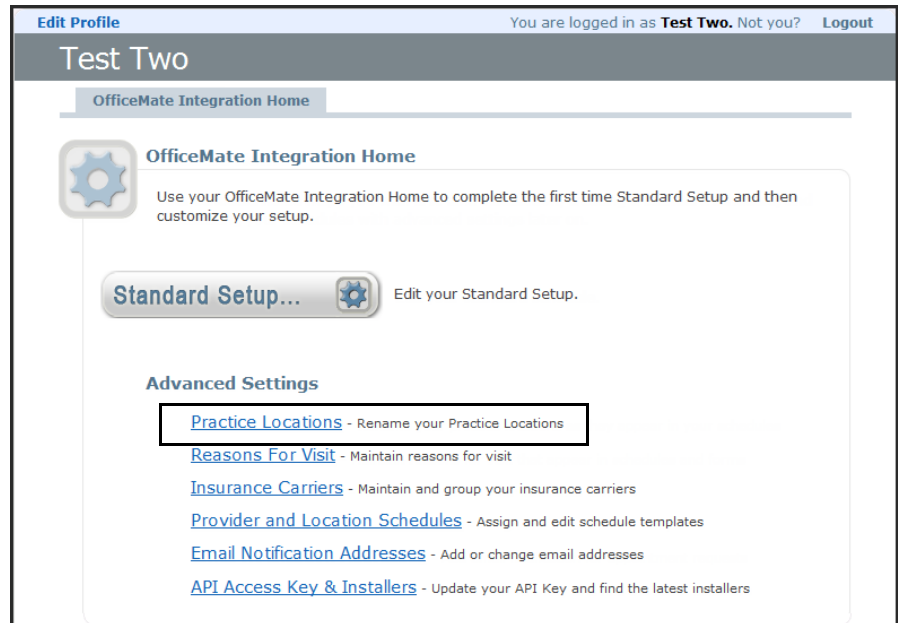 Edit Profile You are logged in as Test Two. Not you? Logout
Test Two
OfficeMate Integration Home
OfficeMate Integration Home
Use your OfficeMate Integration Home to complete the first time Standard Setup and then
customize your setup.
Standard Setup... Edit your Standard Setup.
Advanced Settings
Practice Locations - Rename your Practice Locations
Reasons For Visit - Maintain reasons for visit
Insurance Carriers - Maintain and group your insurance carriers
Provider and Location Schedules - Assign and edit schedule templates
Email Notification Addresses - Add or change email addresses
API Access Key & Installers - Update your API Key and find the latest installers